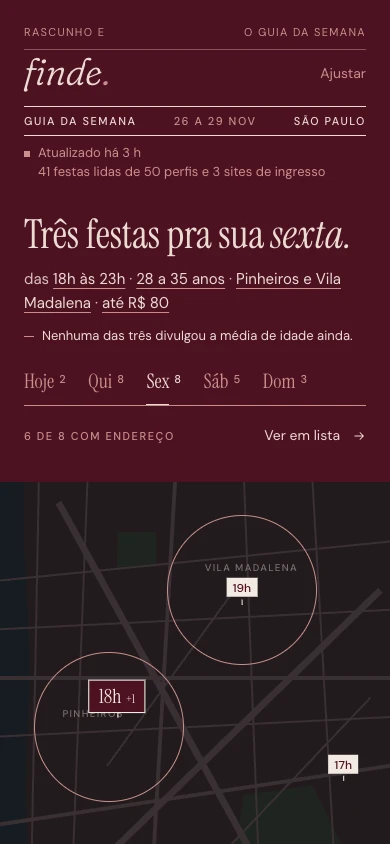 RASCUNHO E
O GUIA DA SEMANA
finde.
Ajustar
GUIA DA SEMANA
26 A 29 NOV
SÃO PAULO
Atualizado há 3 h
41 festas lidas de 50 perfis e 3 sites de ingresso
Três festas pra sua sexta.
das 18h às 23h · 28 a 35 anos · Pinheiros e Vila
Madalena · até R$ 80
— Nenhuma das três divulgou a média de idade ainda.
Hoje 2
Qui 8
Sex 8
Sáb 5
Dom 3
6 DE 8 COM ENDEREÇO
Ver em lista →
VILA MADALENA
19h
18h +1
PINHEIROS
17h